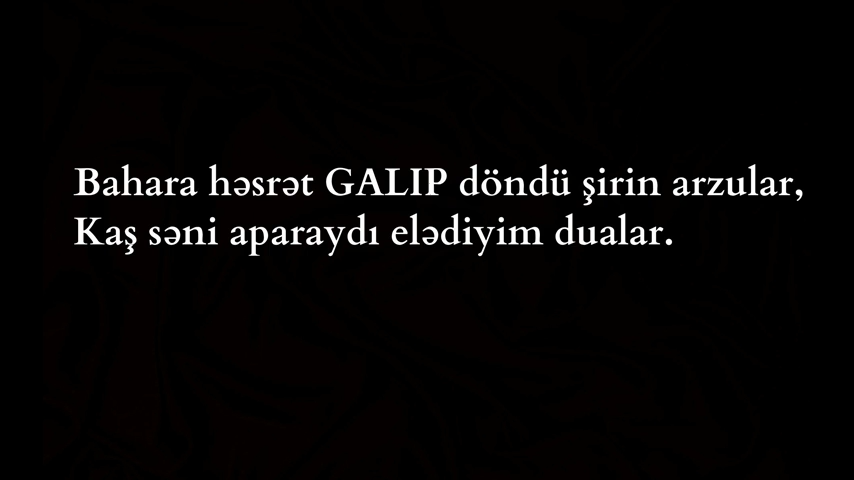 Bahara həsrət GALIP döndü şirin arzular,
Kaş səni aparaydı elədiyim dualar.